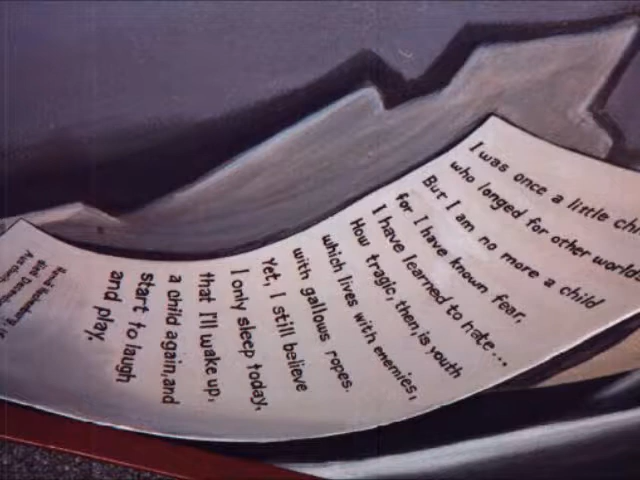 I was once a little
who longed for other
But I am no more a child
for I have known fear,
I have learned to hate...
How tragic, then, is youth
which lives with enemies,
with gallows ropes.
Yet, I still believe
I only sleep today,
that I'll wake up,
a child again, and
start to laugh
and play.